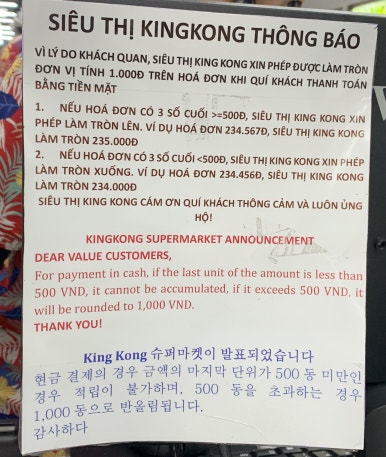 SIÊU THỊ KINGKONG THÔNG BÁO
VÌ LÝ DO KHÁCH QUAN, SIÊU THỊ KING KONG XIN PHÉP ĐƯỢC LÀM TRÒN
ĐƠN VỊ TÍNH 1.000Đ TRÊN HOÁ ĐƠN KHI QUÍ KHÁCH THANH TOÁN
BẰNG TIỀN MẶT
1. NẾU HOÁ ĐƠN CÓ 3 SỐ CUỐI >=500Đ, SIÊU THỊ KING KONG XIN
PHÉP LÀM TRÒN LÊN. VÍ DỤ HOÁ ĐƠN 234.567Đ, SIÊU THỊ KING KONG
LÀM TRÒN 235.000Đ
2. NẾU HOÁ ĐƠN CÓ 3 SỐ CUỐI <500Đ, SIÊU THỊ KING KONG XIN PHÉP
LÀM TRÒN XUỐNG. VÍ DỤ HOÁ ĐƠN 234.456Đ, SIÊU THỊ KING KONG
LÀM TRÒN 234.000Đ
SIÊU THỊ KING KONG CÁM ƠN QUÍ KHÁCH THÔNG CẢM VÀ LUÔN ỦNG
HỘ!
KINGKONG SUPERMARKET ANNOUNCEMENT
DEAR VALUE CUSTOMERS,
For payment in cash, if the last unit of the amount is less than
500 VND, it cannot be accumulated, if it exceeds 500 VND, it
will be rounded to 1,000 VND.
THANK YOU!
King Kong 슈퍼마켓이 발표되었습니다
현금 결제의 경우 금액의 마지막 단위가 500 동 미만인
경우 적립이 불가하며, 500 동을 초과하는 경우
1,000 동으로 반올림됩니다.
감사하다